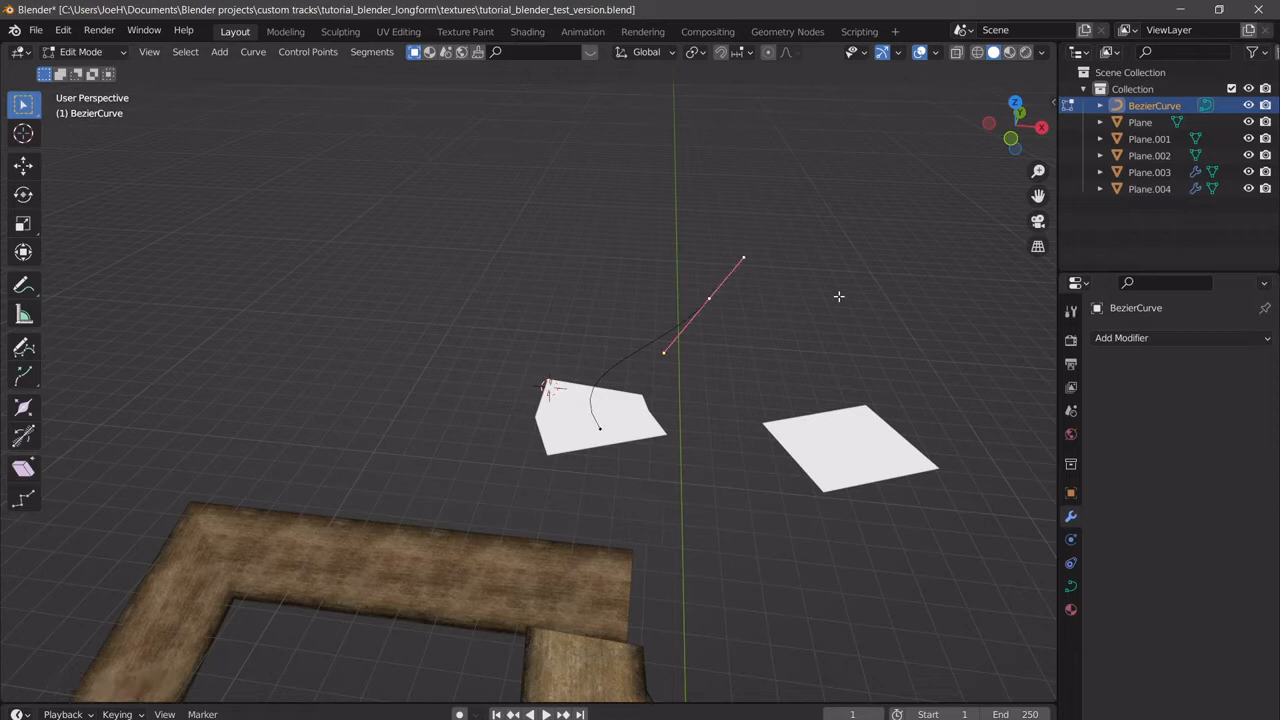 Blender* [C:\Users\JoeH\Documents\Blender projects\custom tracks\tutorial_blender_longform\textures\tutorial_blender_test_version.blend]
File Edit Render Window Help Layout Modeling Sculpting UV Editing Texture Paint Shading Animation Rendering Compositing Geometry Nodes Scripting + Scene ViewLayer
Edit Mode View Select Add Curve Control Points Segments Global
User Perspective
(1) BezierCurve
Z
Y
X
Scene Collection
Collection
BezierCurve
Plane
Plane.001
Plane.002
Plane.003
Plane.004
BezierCurve
Add Modifier
Playback Keying View Marker 1 Start 1 End 250